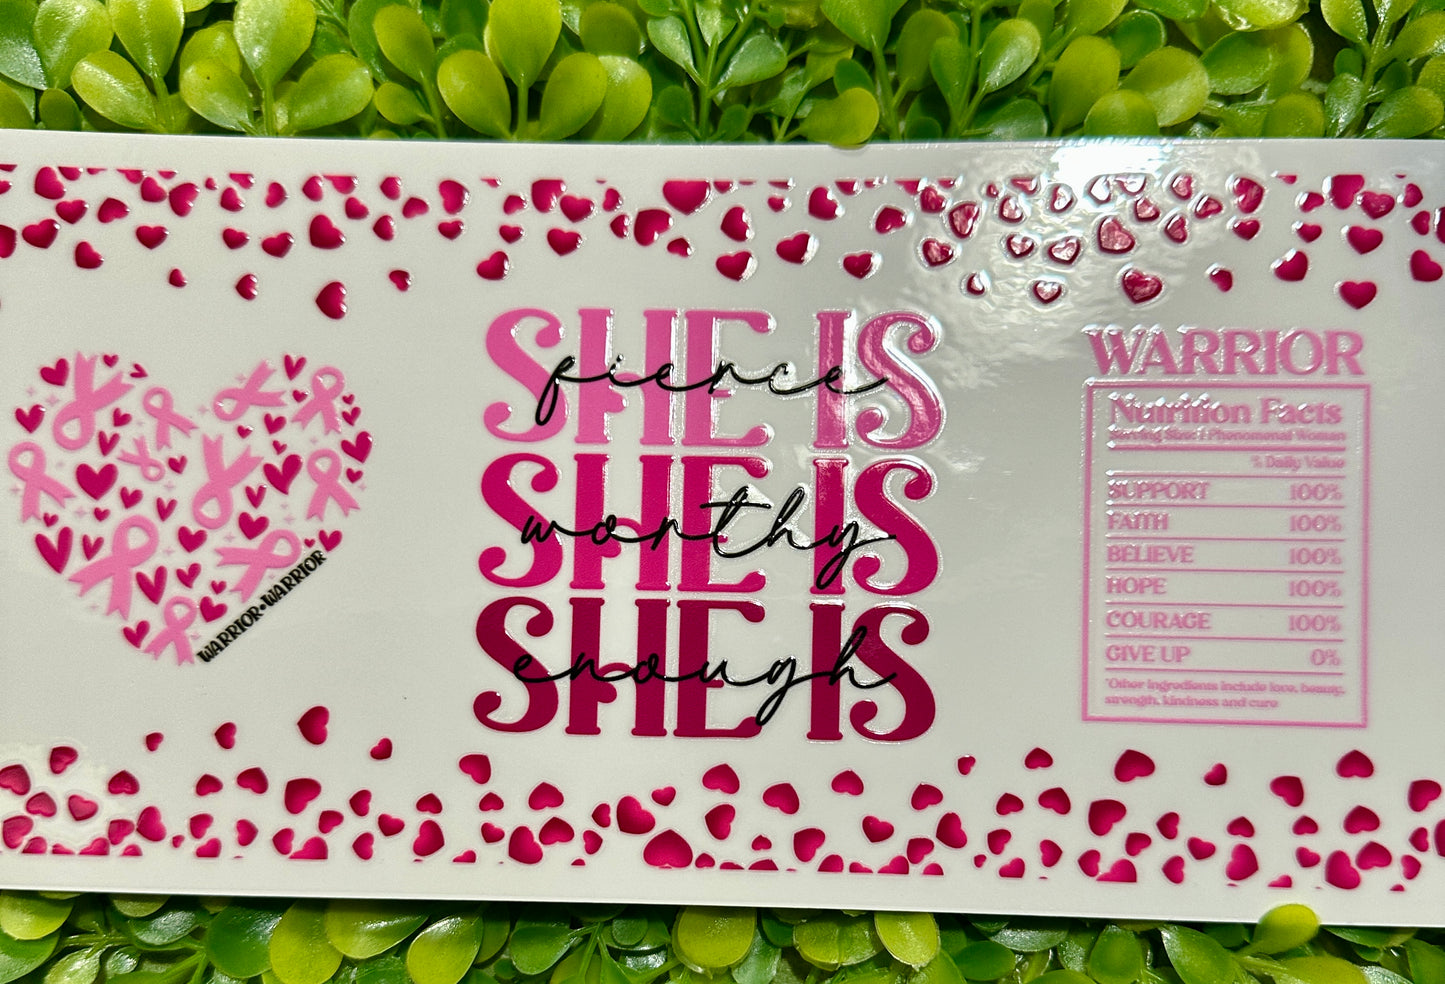 WARRIOR•WARRIOR
SHE IS
fierce
SHE IS
worthy
SHE IS
enough
WARRIOR
Nutrition Facts
Serving Size: 1 Phenomenal Woman
% Daily Value
SUPPORT 100%
FAITH 100%
BELIEVE 100%
HOPE 100%
COURAGE 100%
GIVE UP 0%
*Other ingredients include love, beauty,
strength, kindness and cure